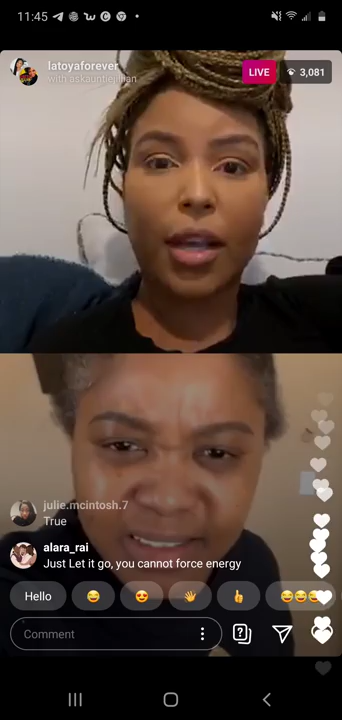 11:45
latoyaforever
with askauntiejillian
LIVE
3,081
julie.mcintosh.7
True
alara_rai
Just Let it go, you cannot force energy
Hello
Comment